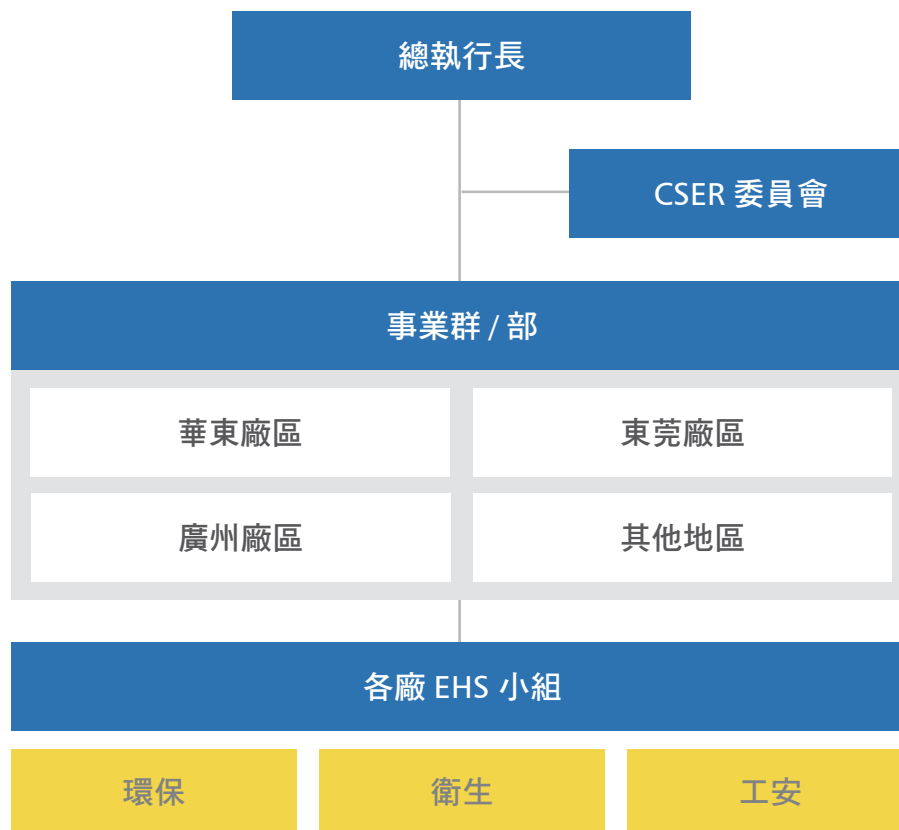 總執行長
CSER 委員會
事業群 / 部
華東廠區
東莞廠區
廣州廠區
其他地區
各廠 EHS 小組
環保
衛生
工安